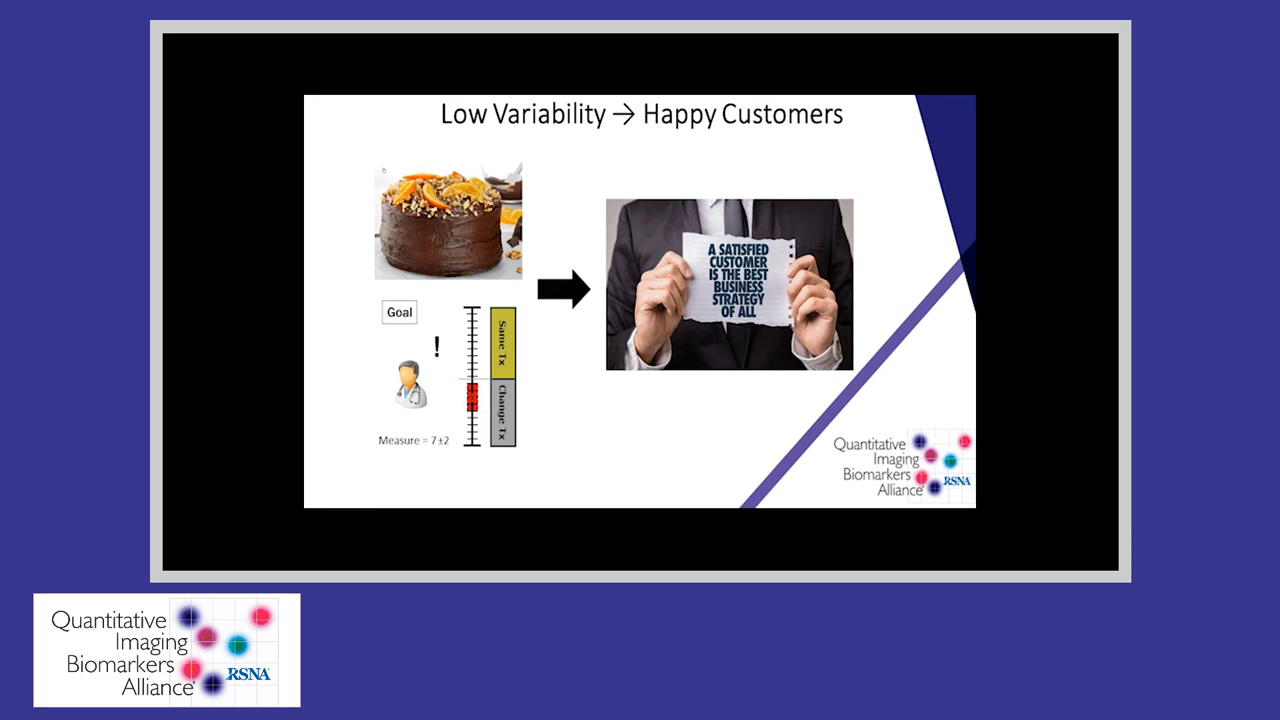 Low Variability → Happy Customers
A SATISFIED
CUSTOMER
IS THE BEST
BUSINESS
STRATEGY
OF ALL
Goal
!
Same Tx
Change Tx
Measure = 7±2
Quantitative
Imaging
Biomarkers
Alliance
RSNA
Quantitative
Imaging
Biomarkers
Alliance
RSNA